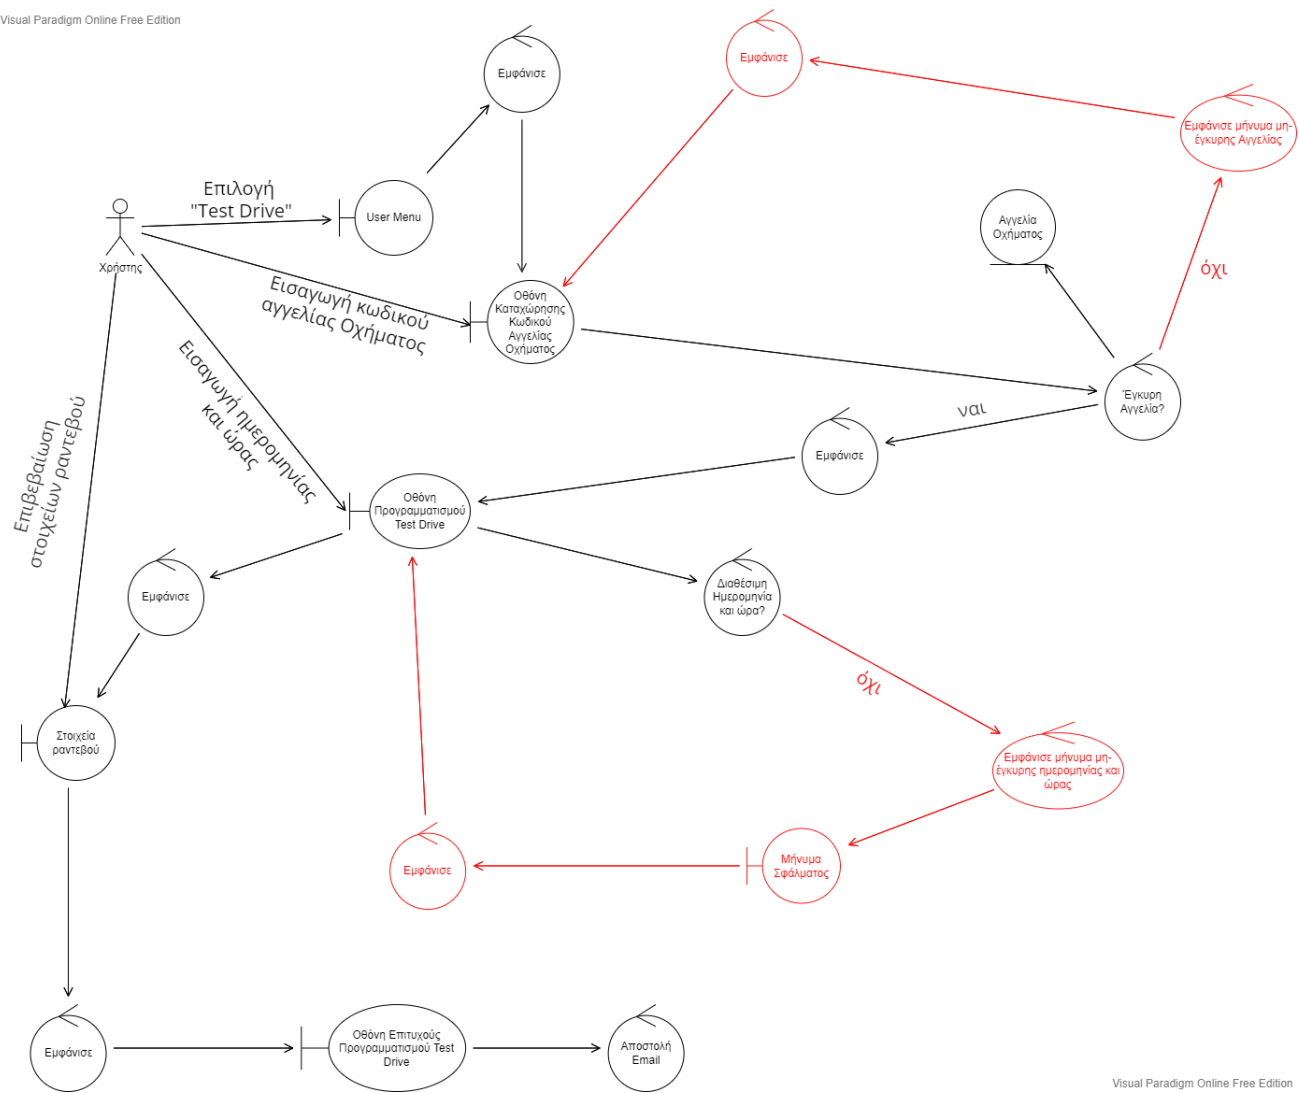 Visual Paradigm Online Free Edition
Εμφάνισε
Εμφάνισε
Εμφάνισε μήνυμα μη-
έγκυρης Αγγελίας
Επιλογή
"Test Drive"
User Menu
Αγγελία
Οχήματος
Χρήστης
όχι
Εισαγωγή κωδικού
αγγελίας Οχήματος
Οθόνη
Καταχώρησης
Κωδικού
Αγγελίας
Οχήματος
Έγκυρη
Αγγελία?
ναι
Εισαγωγή ημερομηνίας
και ώρας
Επιβεβαίωση
στοιχείων ραντεβού
Εμφάνισε
Οθόνη
Προγραμματισμού
Test Drive
Εμφάνισε
Διαθέσιμη
Ημερομηνία
και ώρα?
όχι
Στοιχεία
ραντεβού
Εμφάνισε μήνυμα μη-
έγκυρης ημερομηνίας και
ώρας
Εμφάνισε
Μήνυμα
Σφάλματος
Εμφάνισε
Οθόνη Επιτυχούς
Προγραμματισμού Test
Drive
Αποστολή
Email
Visual Paradigm Online Free Edition